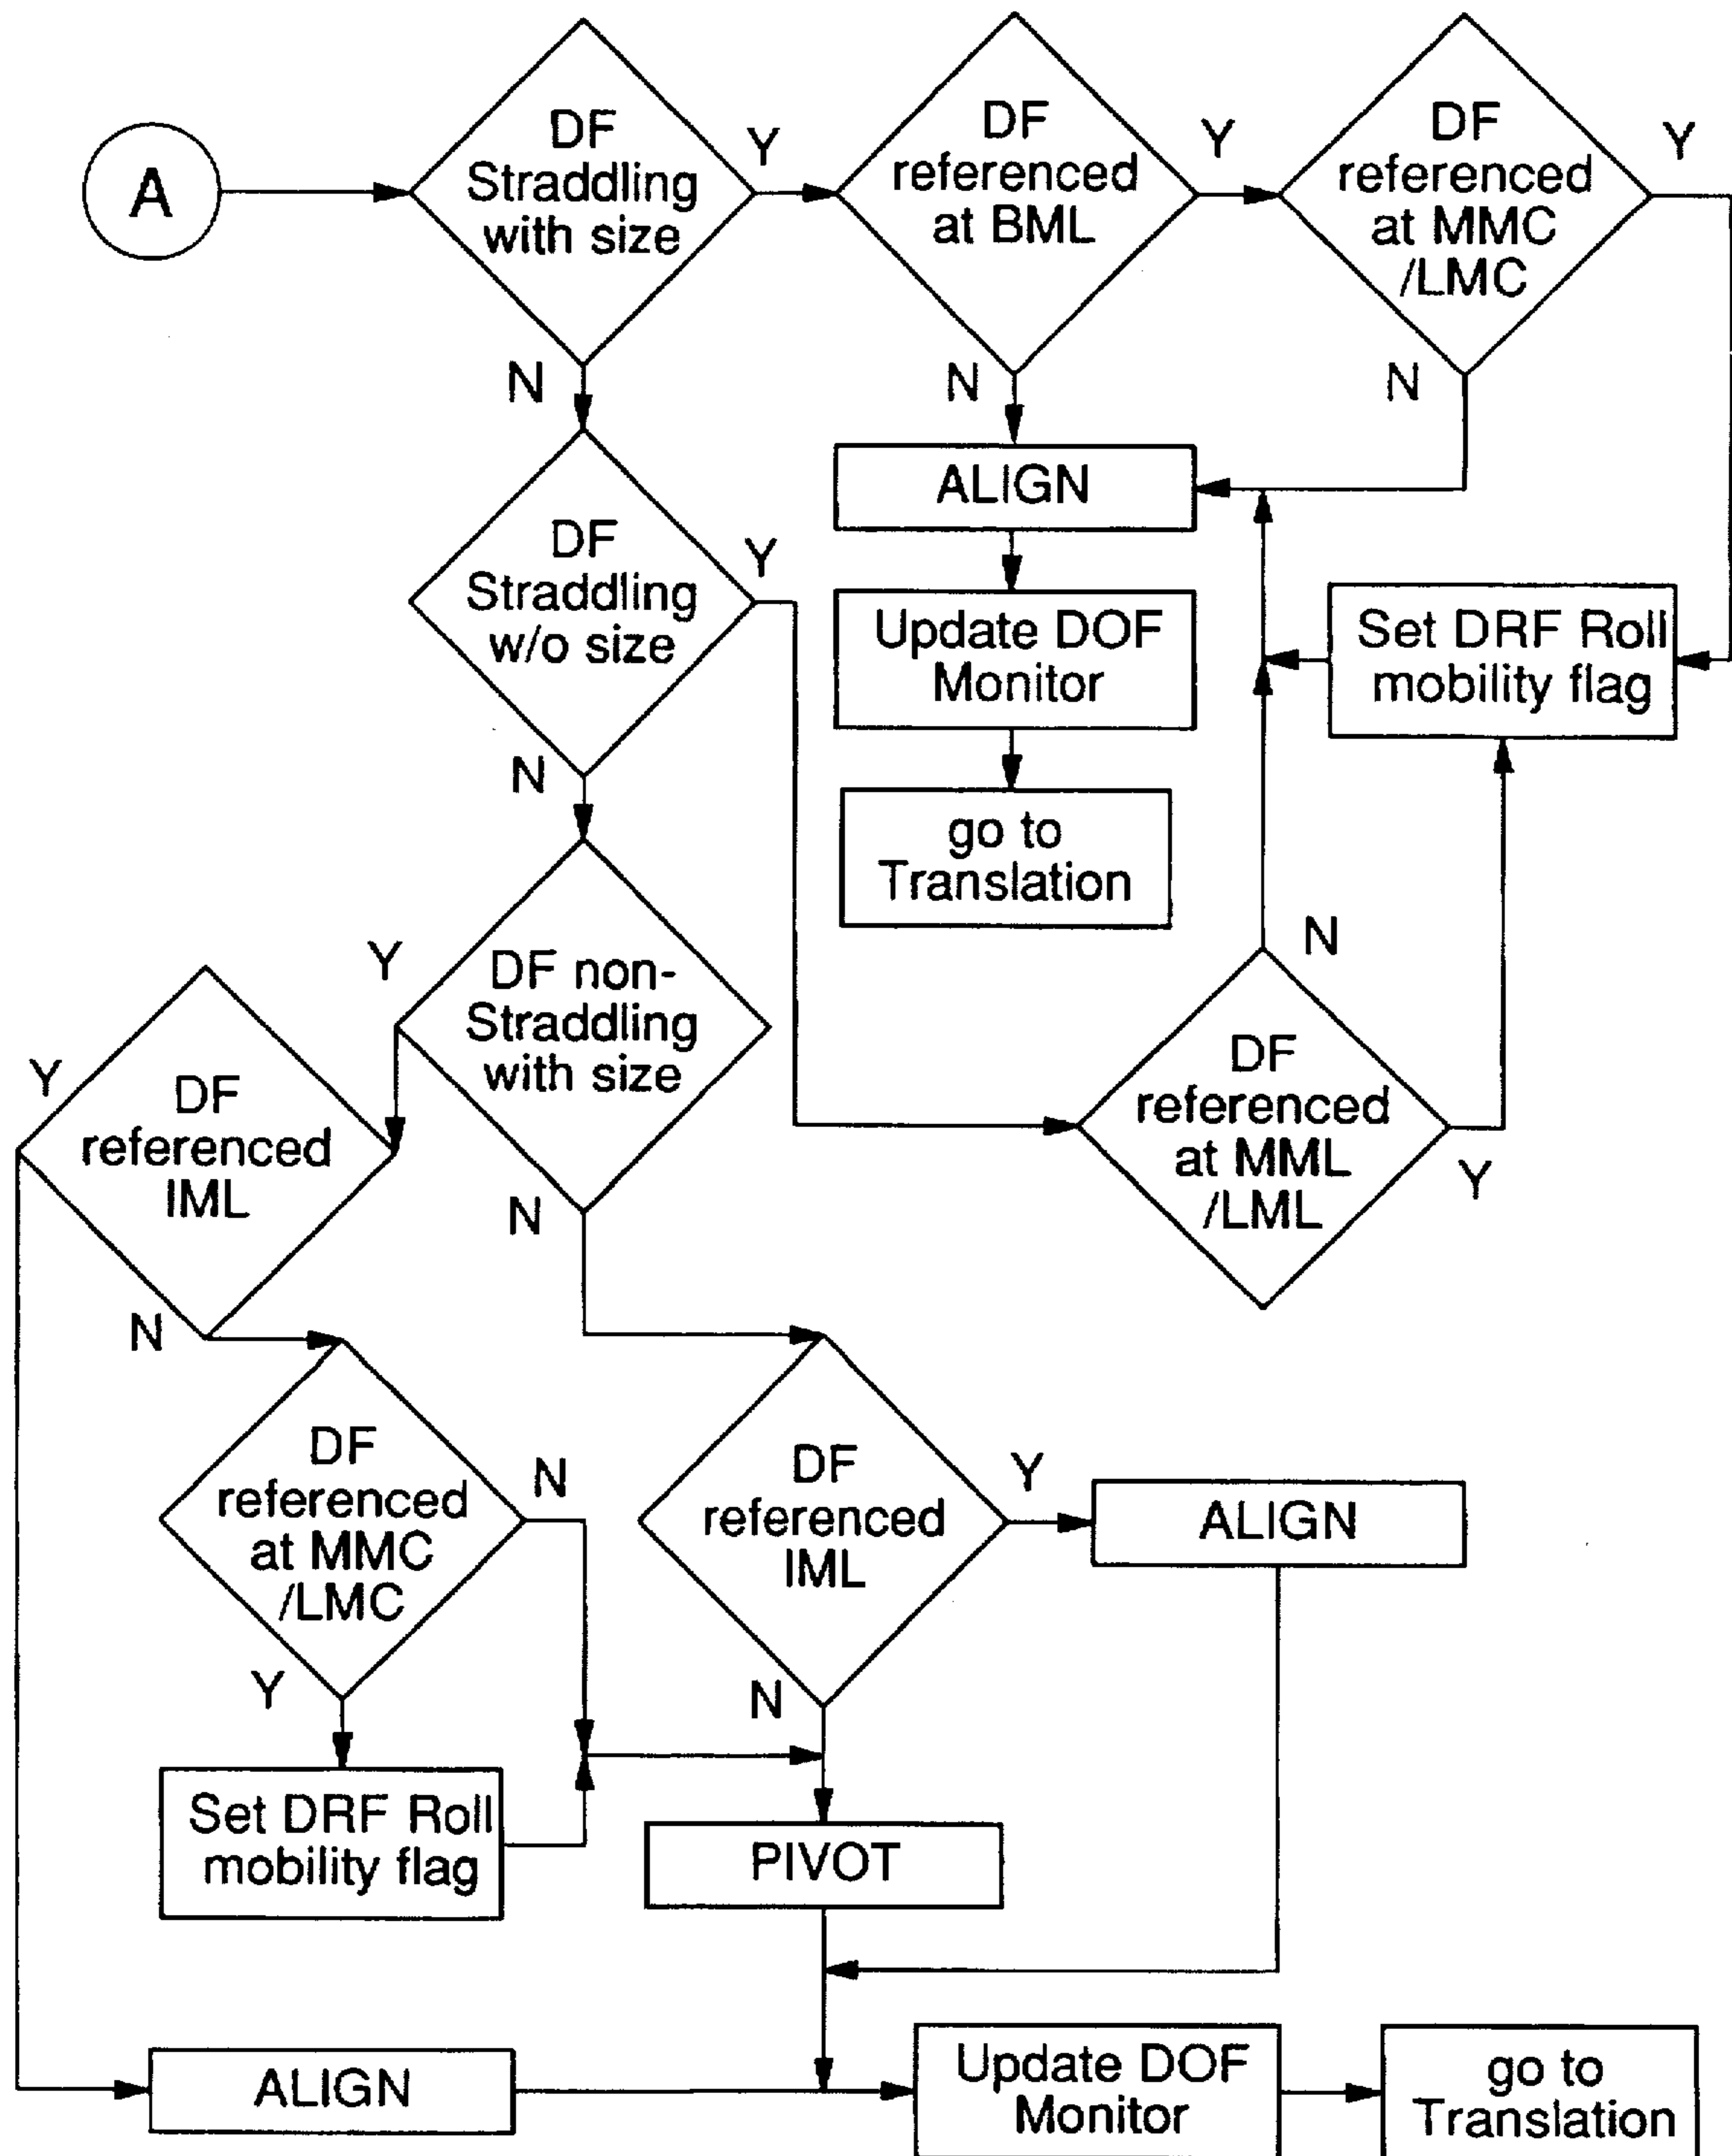 A
DF
Straddling
with size
Y
N
DF
referenced
at BML
Y
N
DF
referenced
at MMC
/LMC
Y
N
ALIGN
Update DOF
Monitor
go to
Translation
Set DRF Roll
mobility flag
DF
Straddling
w/o size
Y
N
DF non-
Straddling
with size
Y
N
DF
referenced
at MML
/LML
N
Y
DF
referenced
IML
Y
N
DF
referenced
at MMC
/LMC
N
Y
DF
referenced
IML
Y
N
ALIGN
Set DRF Roll
mobility flag
PIVOT
ALIGN
Update DOF
Monitor
go to
Translation